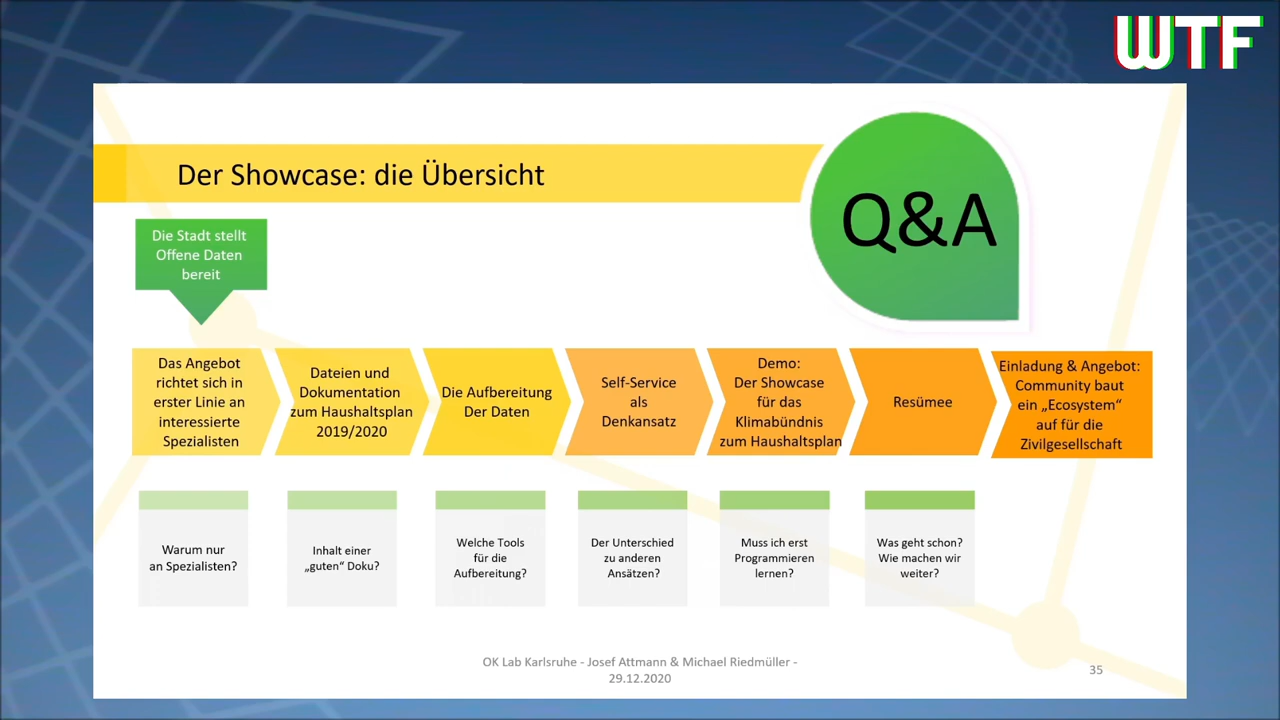 WTF
Der Showcase: die Übersicht
Q&A
Die Stadt stellt
Offene Daten
bereit
Das Angebot
richtet sich in
erster Linie an
interessierte
Spezialisten
Dateien und
Dokumentation
zum Haushaltsplan
2019/2020
Die Aufbereitung
Der Daten
Self-Service
als
Denkansatz
Demo:
Der Showcase
für das
Klimabündnis
zum Haushaltsplan
Resümee
Einladung & Angebot:
Community baut
ein „Ecosystem“
auf für die
Zivilgesellschaft
Warum nur
an Spezialisten?
Inhalt einer
„guten“ Doku?
Welche Tools
für die
Aufbereitung?
Der Unterschied
zu anderen
Ansätzen?
Muss ich erst
Programmieren
lernen?
Was geht schon?
Wie machen wir
weiter?
OK Lab Karlsruhe - Josef Attmann & Michael Riedmüller -
29.12.2020
35